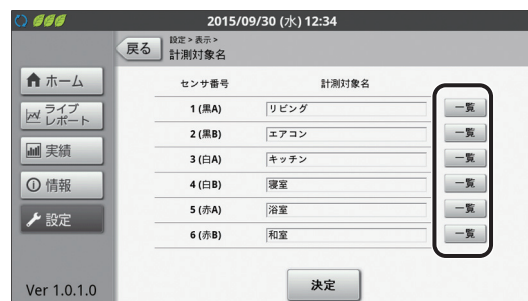 2015/09/30 (水) 12:34
戻る
設定 > 表示 >
計測対象名
ホーム
ライブ
レポート
実績
情報
設定
Ver 1.0.1.0
センサ番号 計測対象名
1 (黒A) リビング 一覧
2 (黒B) エアコン 一覧
3 (白A) キッチン 一覧
4 (白B) 寝室 一覧
5 (赤A) 浴室 一覧
6 (赤B) 和室 一覧
決定